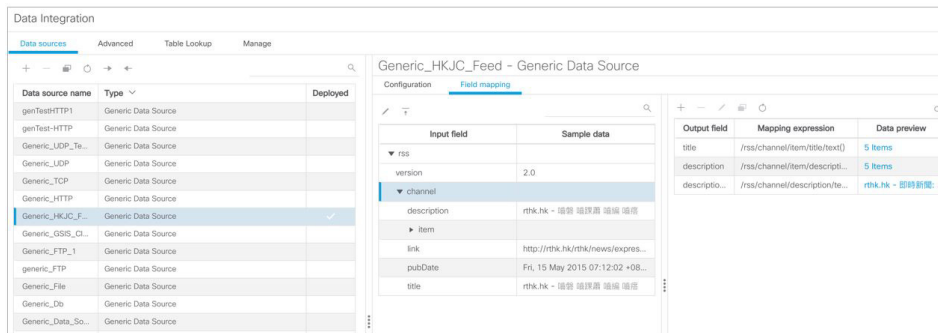 Data Integration
Data sources Advanced Table Lookup Manage
Data source name Type Deployed
genTestHTTP1 Generic Data Source
genTest-HTTP Generic Data Source
Generic_UDP_Te... Generic Data Source
Generic_UDP Generic Data Source
Generic_TCP Generic Data Source
Generic_HTTP Generic Data Source
Generic_HKJC_F... Generic Data Source
Generic_GSIS_Cl... Generic Data Source
Generic_FTP_1 Generic Data Source
generic_FTP Generic Data Source
Generic_File Generic Data Source
Generic_Db Generic Data Source
Generic_Data_So... Generic Data Source
Generic_HKJC_Feed - Generic Data Source
Configuration Field mapping
Input field Sample data
rss
version 2.0
channel
description rthk.hk -
item
link http://rthk.hk/rthk/news/expres...
pubDate Fri, 15 May 2015 07:12:02 +08...
title rthk.hk -
Output field Mapping expression Data preview
title /rss/channel/item/title/text() 5 Items
description /rss/channel/item/descripti... 5 Items
descriptio... /rss/channel/description/te... rthk.hk - 即時新聞: